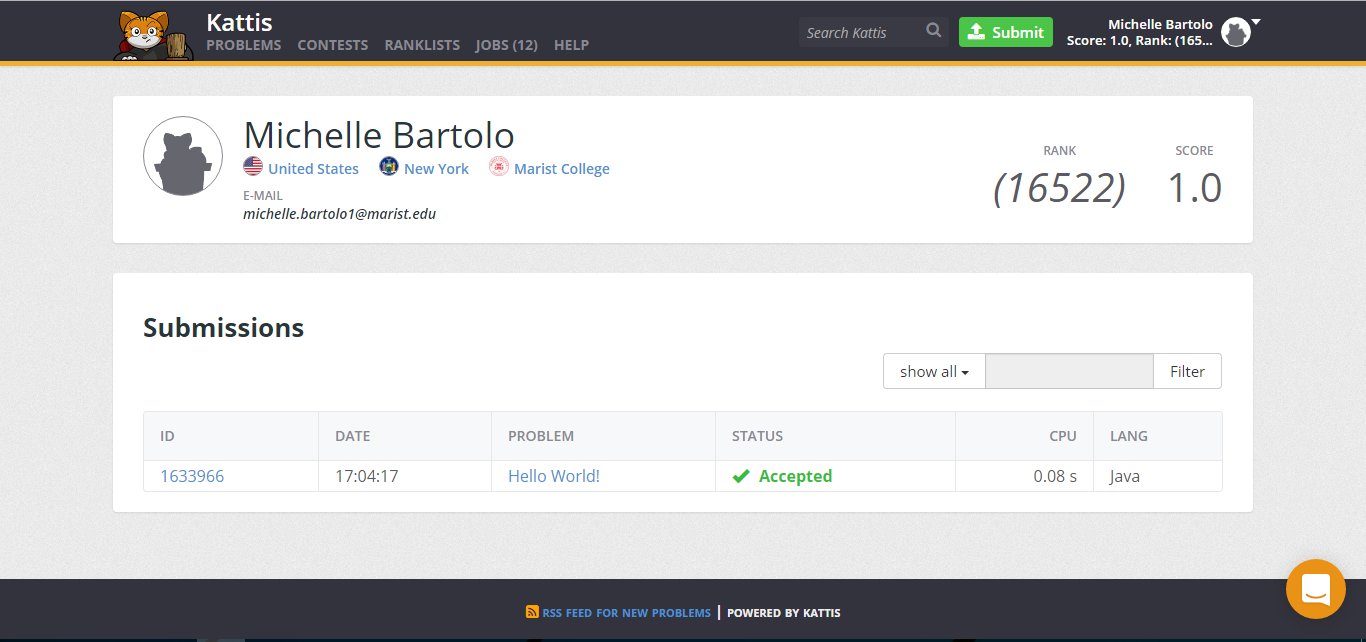 Kattis
PROBLEMS CONTESTS RANKLISTS JOBS (12) HELP
Search Kattis
Submit
Michelle Bartolo
Score: 1.0, Rank: (165...
Michelle Bartolo
United States New York Marist College
E-MAIL
michelle.bartolo1@marist.edu
RANK SCORE
(16522) 1.0
Submissions
show all Filter
ID DATE PROBLEM STATUS CPU LANG
1633966 17:04:17 Hello World! Accepted 0.08 s Java
RSS FEED FOR NEW PROBLEMS | POWERED BY KATTIS